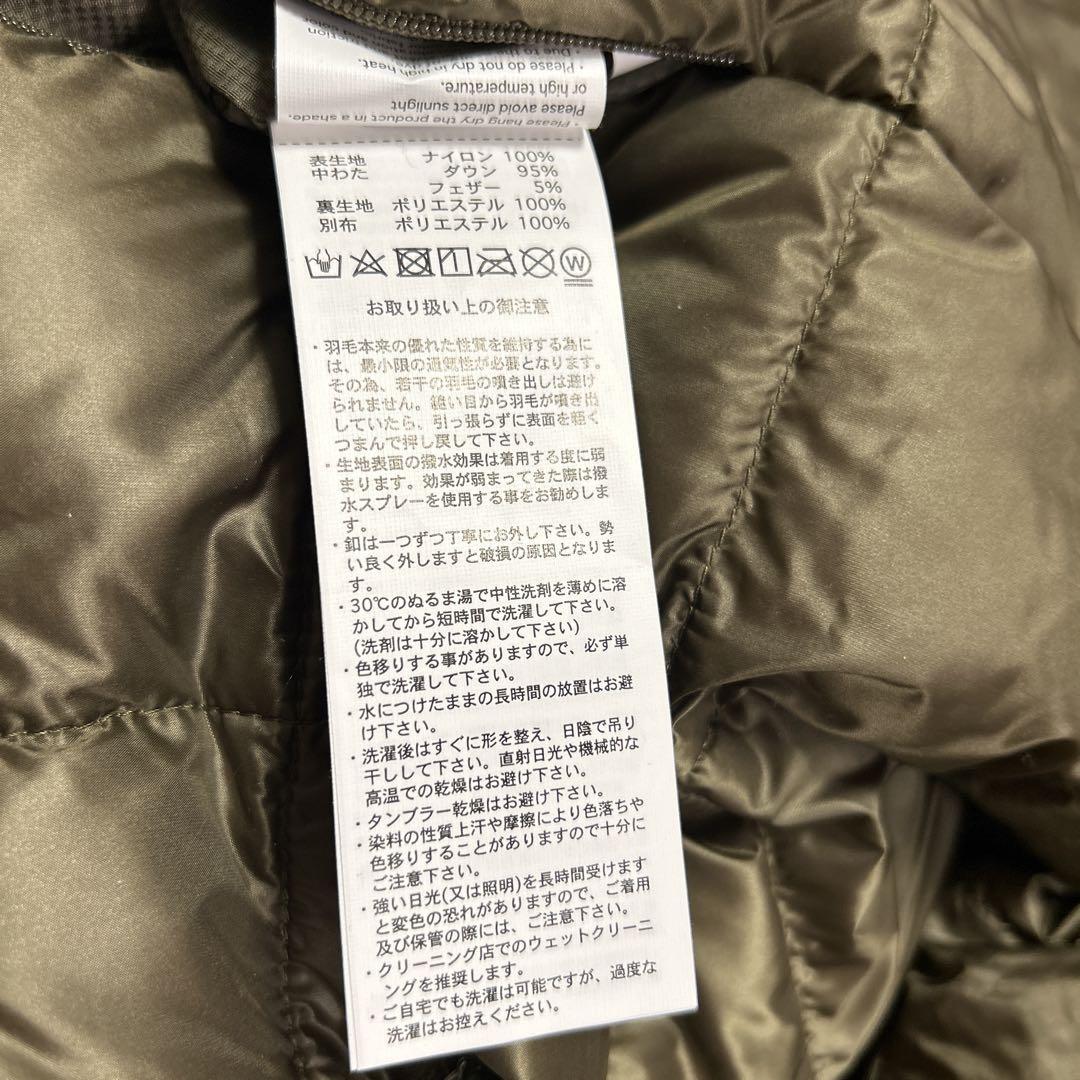 • Please hang dry the product in a shade.
Please avoid direct sunlight
or high temperature.
• Please do not dry in high heat.
表生地 ナイロン 100%
中わた ダウン 95%
フェザー 5%
裏生地 ポリエステル 100%
別布 ポリエステル 100%
W
お取り扱い上の御注意
・羽毛本来の優れた性質を維持する為に
は、最小限の通気性が必要となります。
その為、若干の羽毛の噴き出しは避け
られません。縫い目から羽毛が噴き出
していたら、引っ張らずに表面を軽く
つまんで押し戻して下さい。
・生地表面の撥水効果は着用する度に弱
まります。効果が弱まってきた際は撥
水スプレーを使用する事をお勧めしま
す。
・釦は一つずつ丁寧にお外し下さい。勢
い良く外しますと破損の原因となりま
す。
・30℃のぬるま湯で中性洗剤を薄めに溶
かしてから短時間で洗濯して下さい。
(洗剤は十分に溶かして下さい)
・色移りする事がありますので、必ず単
独で洗濯して下さい。
・水につけたままの長時間の放置はお避
け下さい。
・洗濯後はすぐに形を整え、日陰で吊り
干しして下さい。直射日光や機械的な
高温での乾燥はお避け下さい。
・タンブラー乾燥はお避け下さい。
・染料の性質上汗や摩擦により色落ちや
色移りすることがありますので十分に
ご注意下さい。
・強い日光(又は照明)を長時間受けます
と変色の恐れがありますので、ご着用
及び保管の際には、ご注意下さい。
・クリーニング店でのウェットクリーニ
ングを推奨します。
・ご自宅でも洗濯は可能ですが、過度な
洗濯はお控えください。